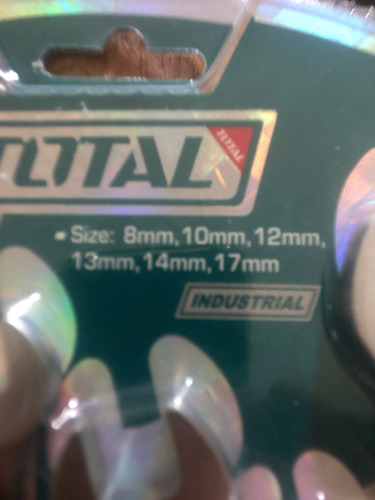 TOTAL
TOTAL
Size: 8mm, 10mm, 12mm,
13mm, 14mm, 17mm
INDUSTRIAL